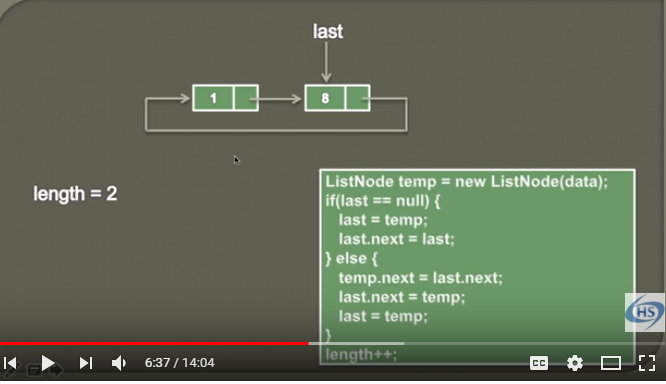 last
1
8
length = 2
ListNode temp = new ListNode(data);
if(last == null) {
last = temp;
last.next = last;
} else {
temp.next = last.next;
last.next = temp;
last = temp;
}
length++;
HS
6:37 / 14:04
CC